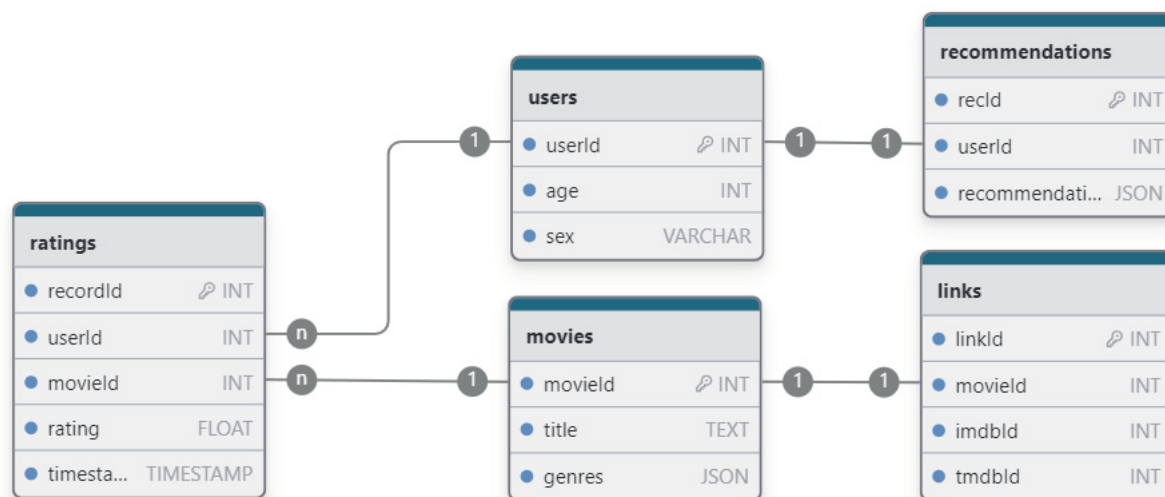 ratings
recordId INT
userId INT
movieId INT
rating FLOAT
timesta... TIMESTAMP
n
n
1
1
users
userId INT
age INT
sex VARCHAR
movies
movieId INT
title TEXT
genres JSON
1
1
1
1
recommendations
recId INT
userId INT
recommendati... JSON
links
linkId INT
movieId INT
imdbId INT
tmdbId INT